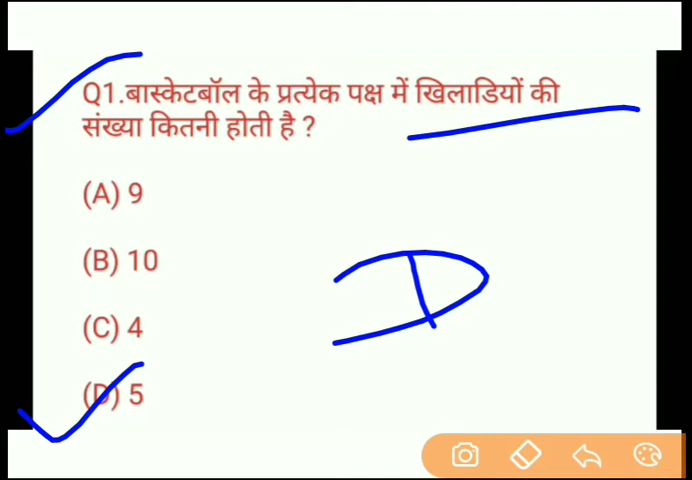 Q1.बास्केटबॉल के प्रत्येक पक्ष में खिलाडियों की
संख्या कितनी होती है ?
(A) 9
(B) 10
(C) 4
D
(D) 5